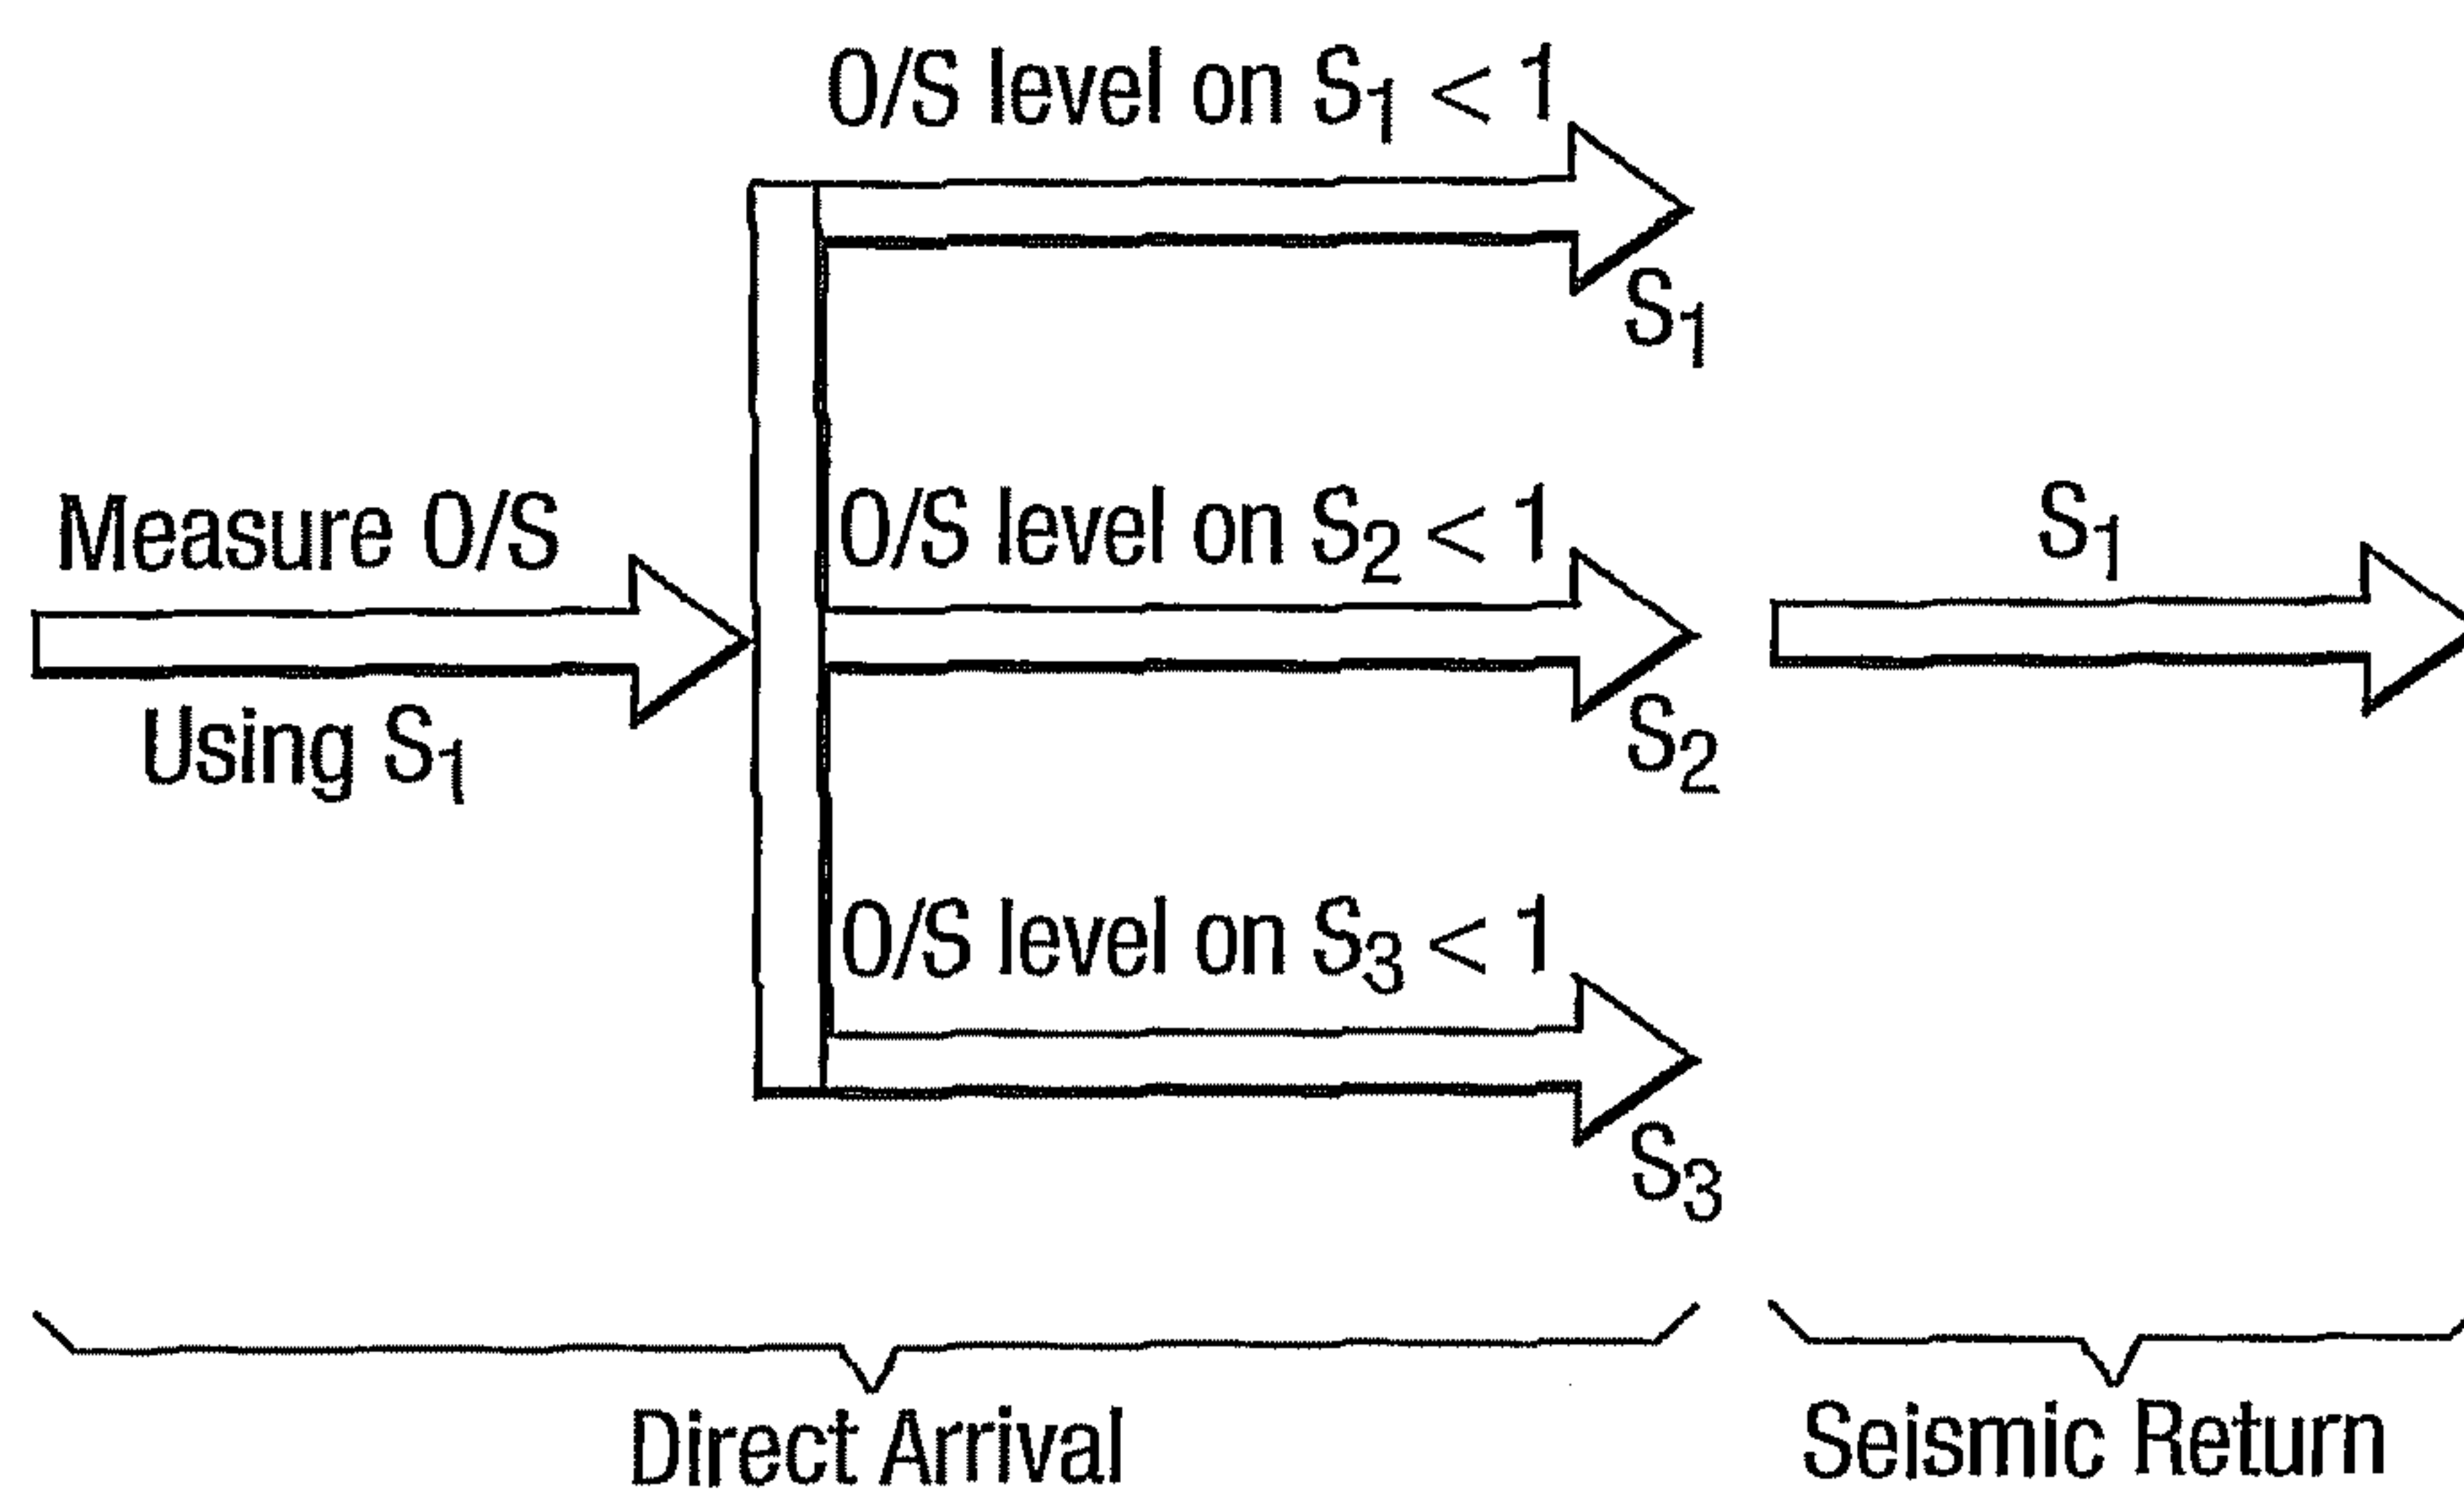 O/S level on S1 < 1
S1
Measure O/S
Using S1
O/S level on S2 < 1
S2
S1
O/S level on S3 < 1
S3
Direct Arrival
Seismic Return